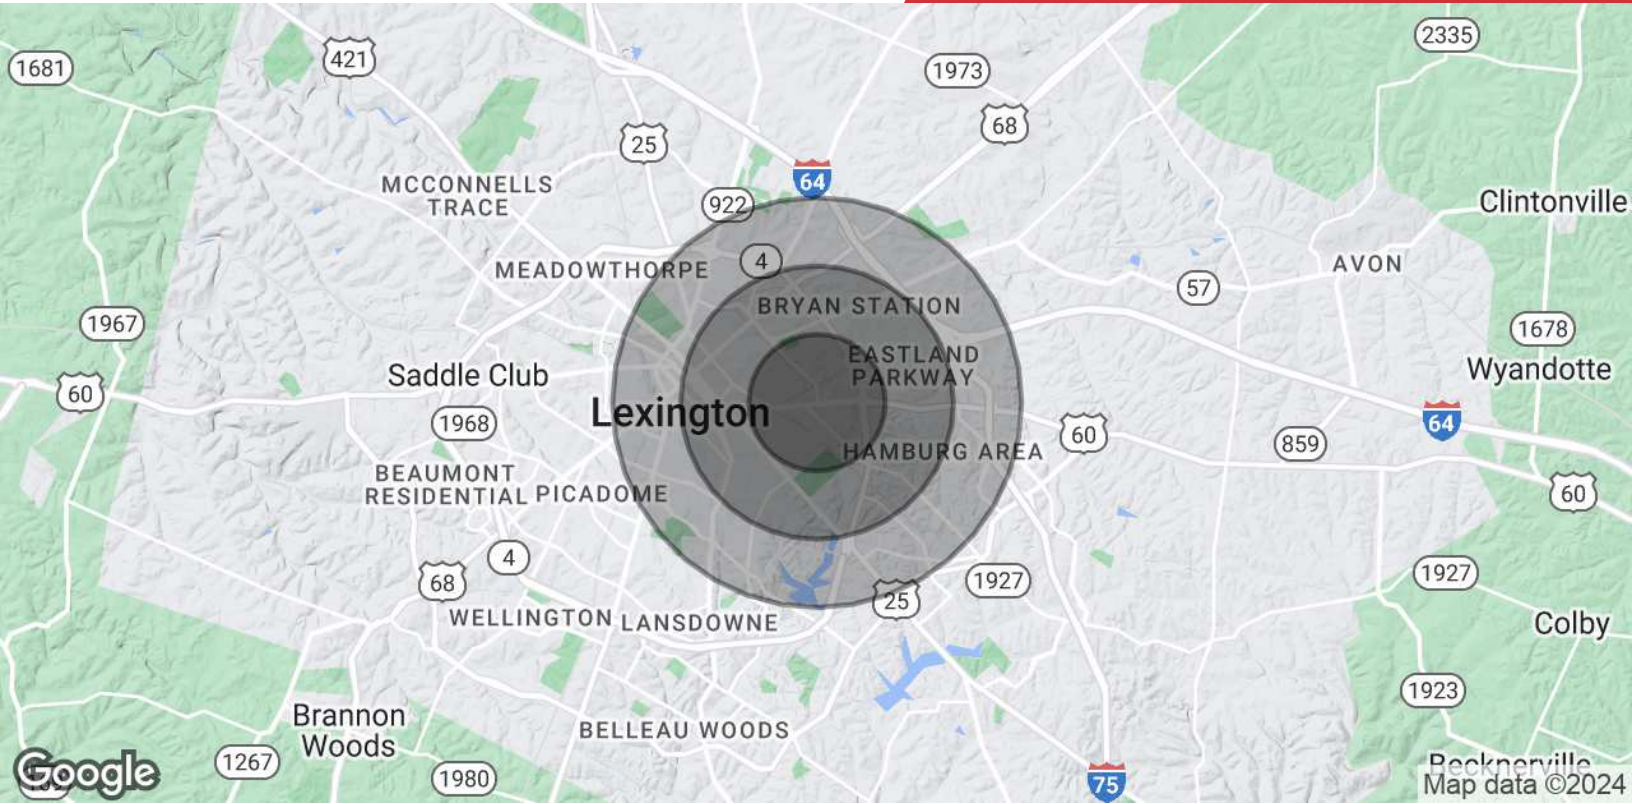 2335
1681
421
1973
68
25
64
MCCONNELLS
TRACE
922
Clintonville
4
MEADOWTHORPE
AVON
57
BRYAN STATION
1967
1678
EASTLAND
PARKWAY
Wyandotte
Saddle Club
60
Lexington
1968
64
60
859
HAMBURG AREA
BEAUMONT
RESIDENTIAL
PICADOME
60
4
68
1927
1927
25
WELLINGTON
LANSDOWNE
Colby
1923
Brannon
Woods
BELLEAU WOODS
1267
Google
1980
75
Becknerville
Map data ©2024